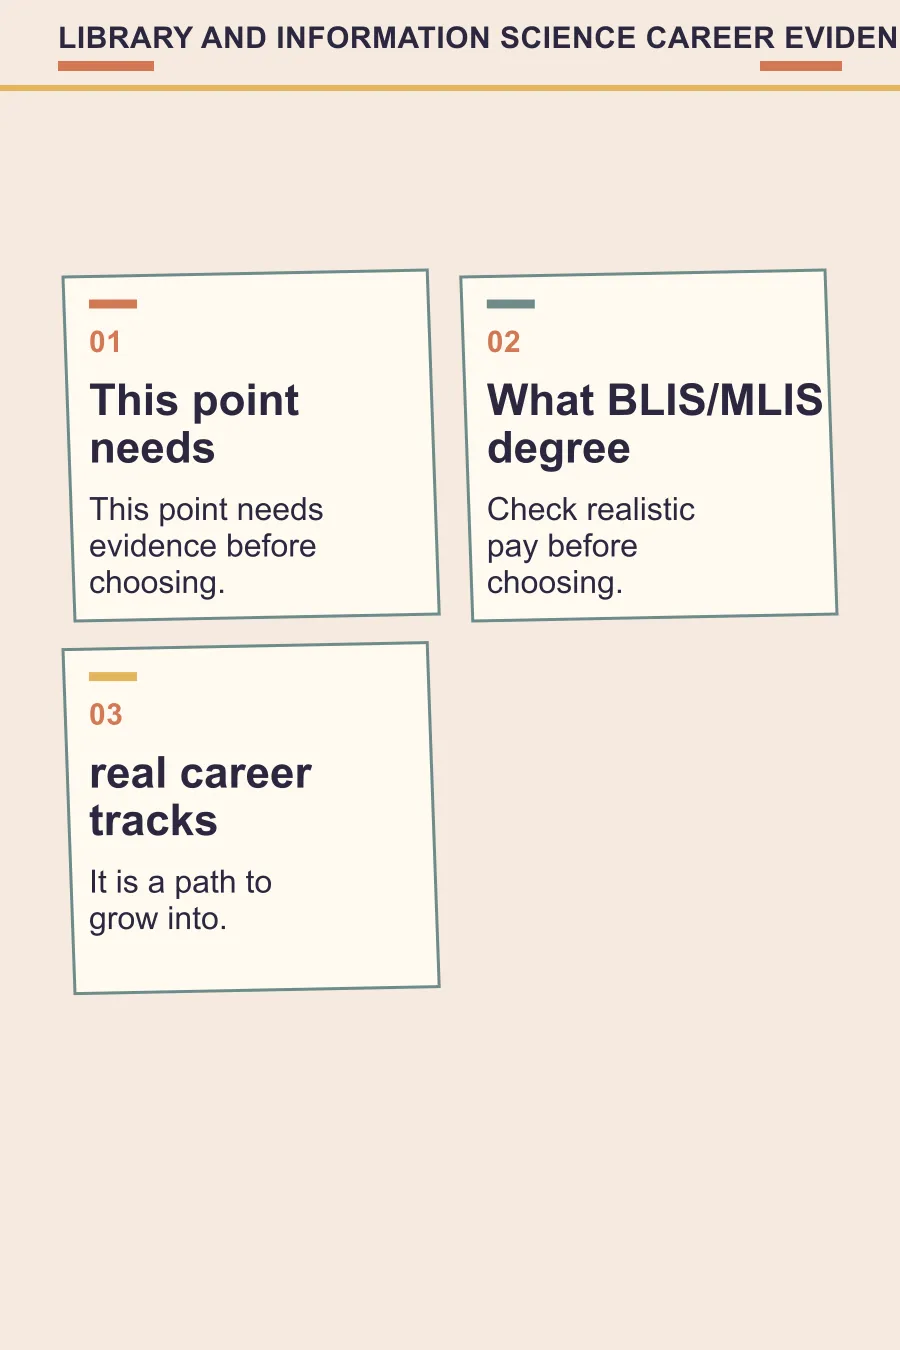 LIBRARY AND INFORMATION SCIENCE CAREER EVIDEN
01
This point
needs
This point needs
evidence before
choosing.
02
What BLIS/MLIS
degree
Check realistic
pay before
choosing.
03
real career
tracks
It is a path to
grow into.